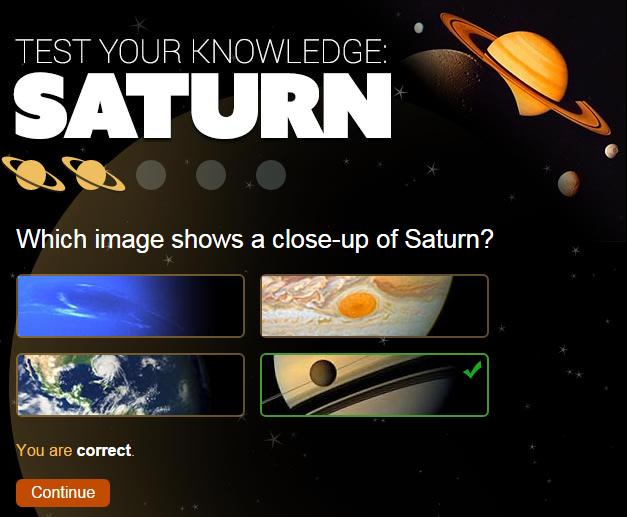 TEST YOUR KNOWLEDGE:
SATURN
Which image shows a close-up of Saturn?
You are correct.
Continue